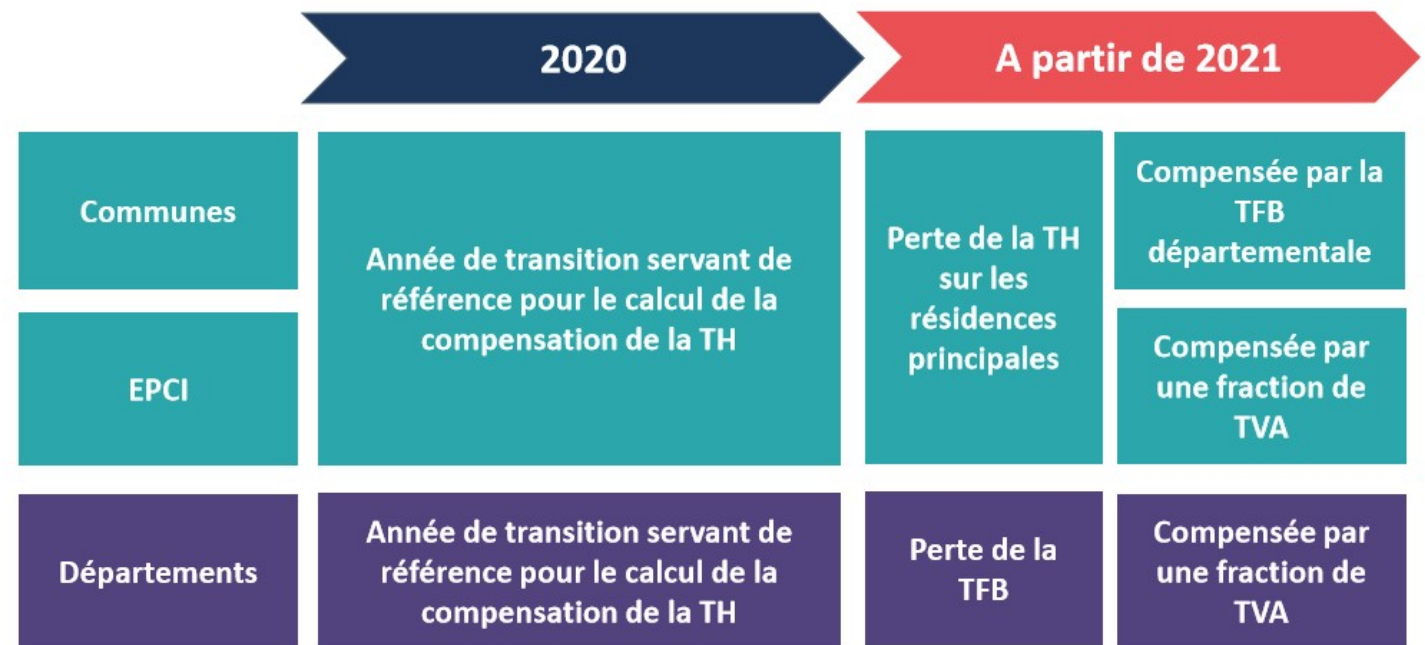 2020
A partir de 2021
Communes
EPCI
Année de transition servant de
référence pour le calcul de la
compensation de la TH
Perte de la TH
sur les
résidences
principales
Compensée par la
TFB
départementale
Compensée par
une fraction de
TVA
Départements
Année de transition servant de
référence pour le calcul de la
compensation de la TH
Perte de la
TFB
Compensée par
une fraction de
TVA